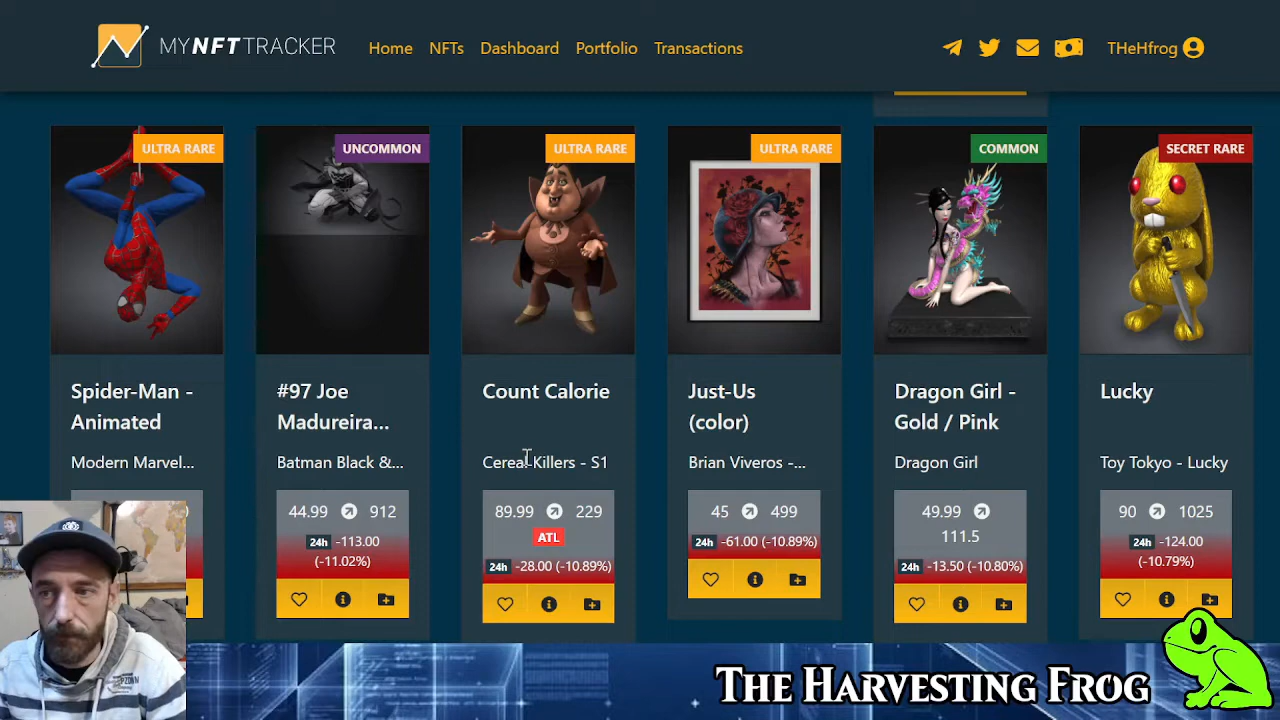 MYNFTTRACKER
Home NFTs Dashboard Portfolio Transactions
THeHfrog
ULTRA RARE
Spider-Man -
Animated
Modern Marvel...
UNCOMMON
#97 Joe
Madureira...
Batman Black &...
44.99 912
24h -113.00
(-11.02%)
ULTRA RARE
Count Calorie
Cereal Killers - S1
89.99 229
ATL
24h -28.00 (-10.89%)
ULTRA RARE
Just-Us
(color)
Brian Viveros -...
45 499
24h -61.00 (-10.89%)
COMMON
Dragon Girl -
Gold / Pink
Dragon Girl
49.99
111.5
24h -13.50 (-10.80%)
SECRET RARE
Lucky
Toy Tokyo - Lucky
90 1025
24h -124.00
(-10.79%)
The Harvesting Frog